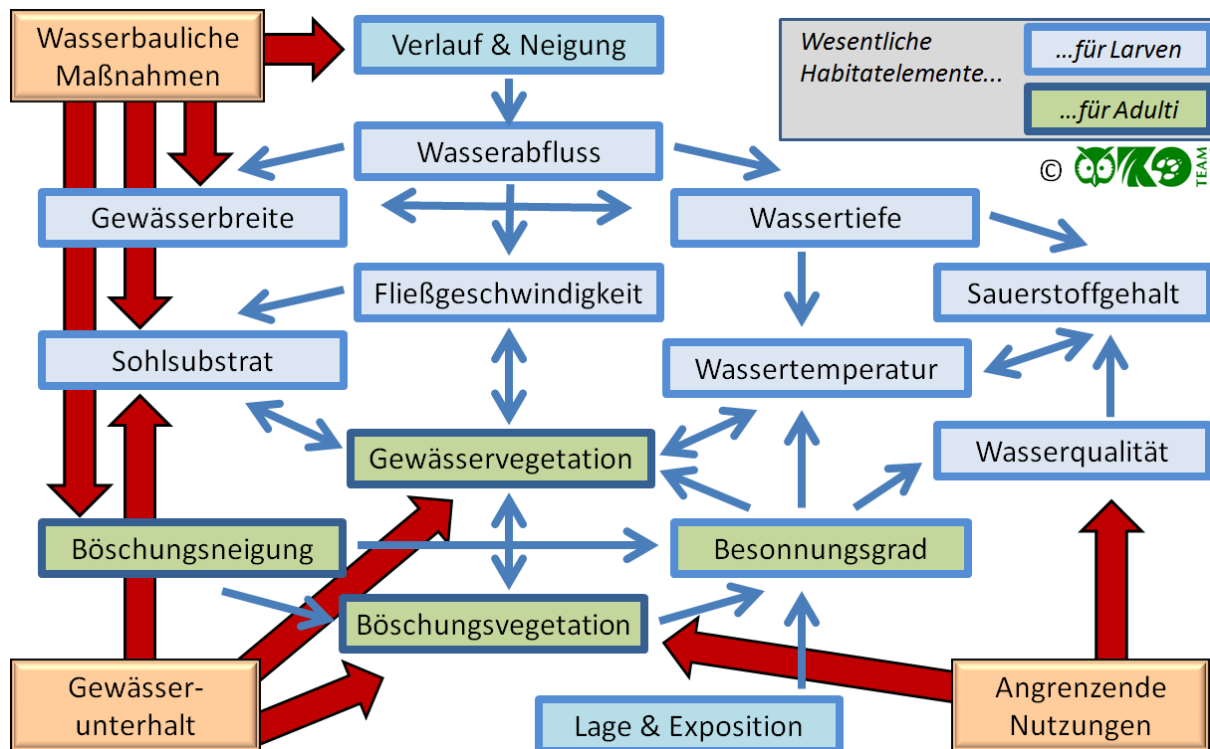 Wasserbauliche
Maßnahmen
Verlauf & Neigung
Wesentliche
Habitatelemente...
...für Larven
...für Adulti
Wasserabfluss
© ÖKO
TEAM
Gewässerbreite
Wassertiefe
Fließgeschwindigkeit
Sauerstoffgehalt
Sohlsubstrat
Wassertemperatur
Gewässervegetation
Wasserqualität
Böschungsneigung
Besonnungsgrad
Böschungsvegetation
Gewässer-
unterhalt
Lage & Exposition
Angrenzende
Nutzungen